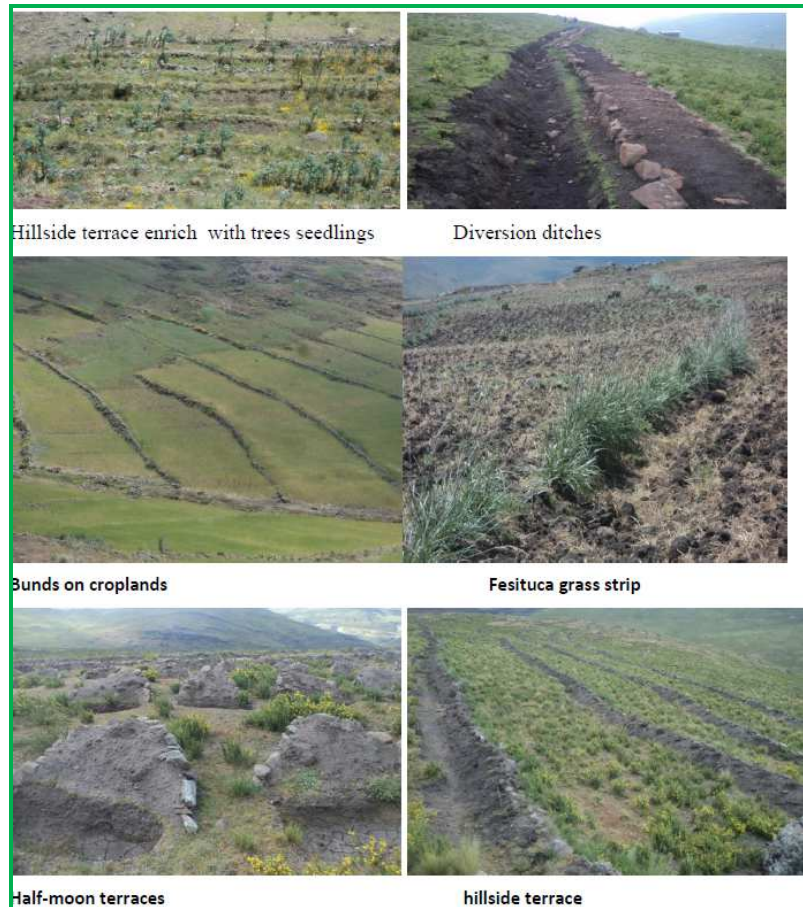 Hillside terrace enrich with trees seedlings Diversion ditches
Bunds on croplands Fesituca grass strip
Half-moon terraces hillside terrace